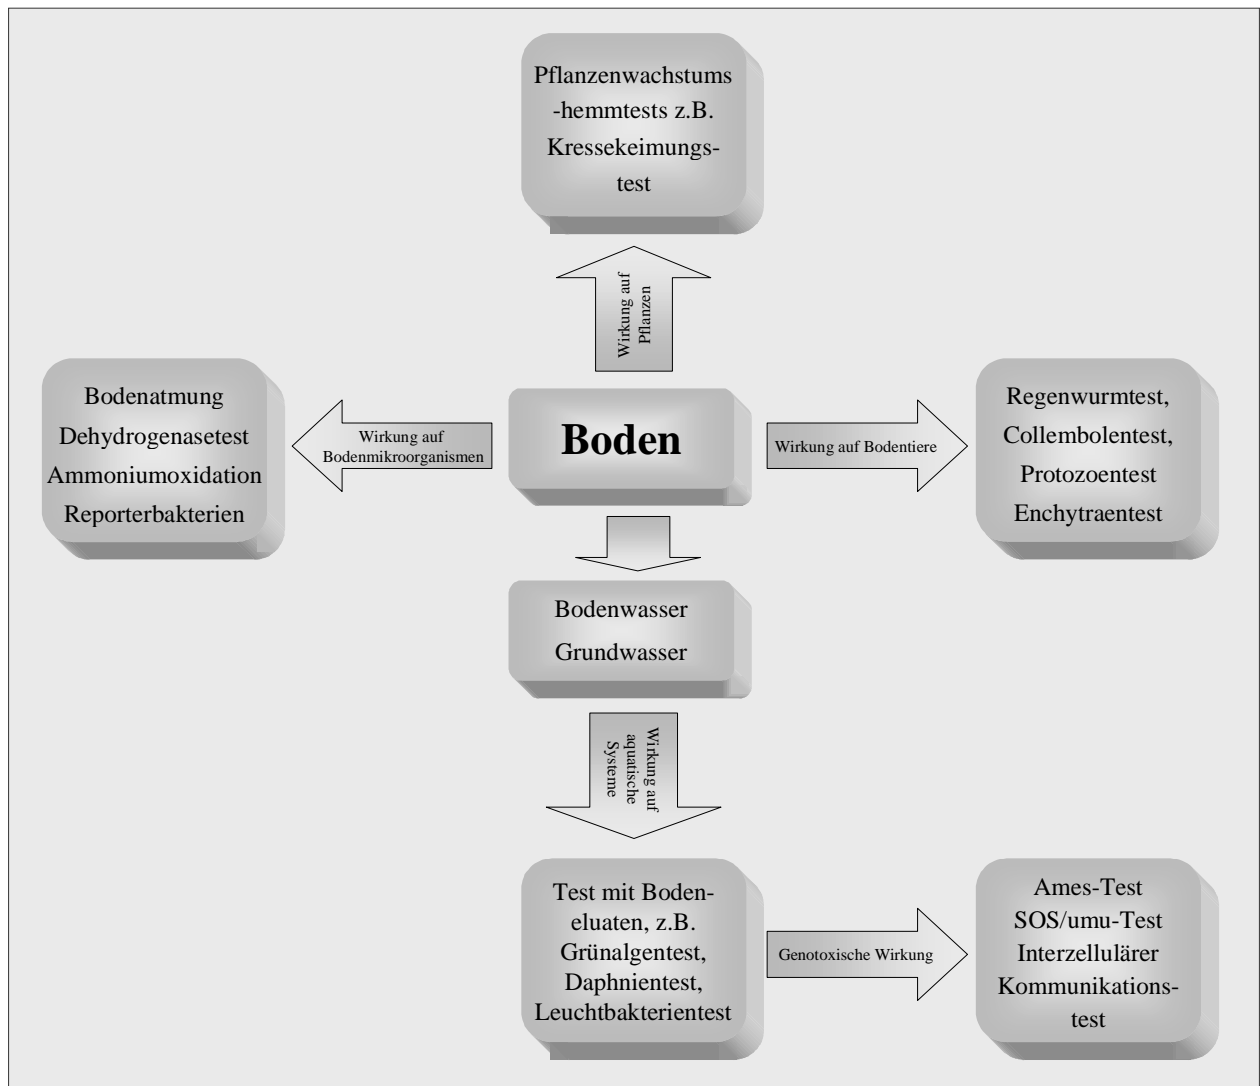 Pflanzenwachstums
-hemmtests z.B.
Kressekeimungs-
test
Wirkung auf
Pflanzen
Bodenatmung
Dehydrogenasetest
Ammoniumoxidation
Reporterbakterien
Wirkung auf
Bodenmikroorganismen
Boden
Wirkung auf Bodentiere
Regenwurmtest,
Collembolentest,
Protozoentest
Enchytraentest
Bodenwasser
Grundwasser
Wirkung auf
aquatische
Systeme
Test mit Boden-
eluaten, z.B.
Grünalgentest,
Daphnientest,
Leuchtbakterientest
Genotoxische Wirkung
Ames-Test
SOS/umu-Test
Interzellulärer
Kommunikations-
test